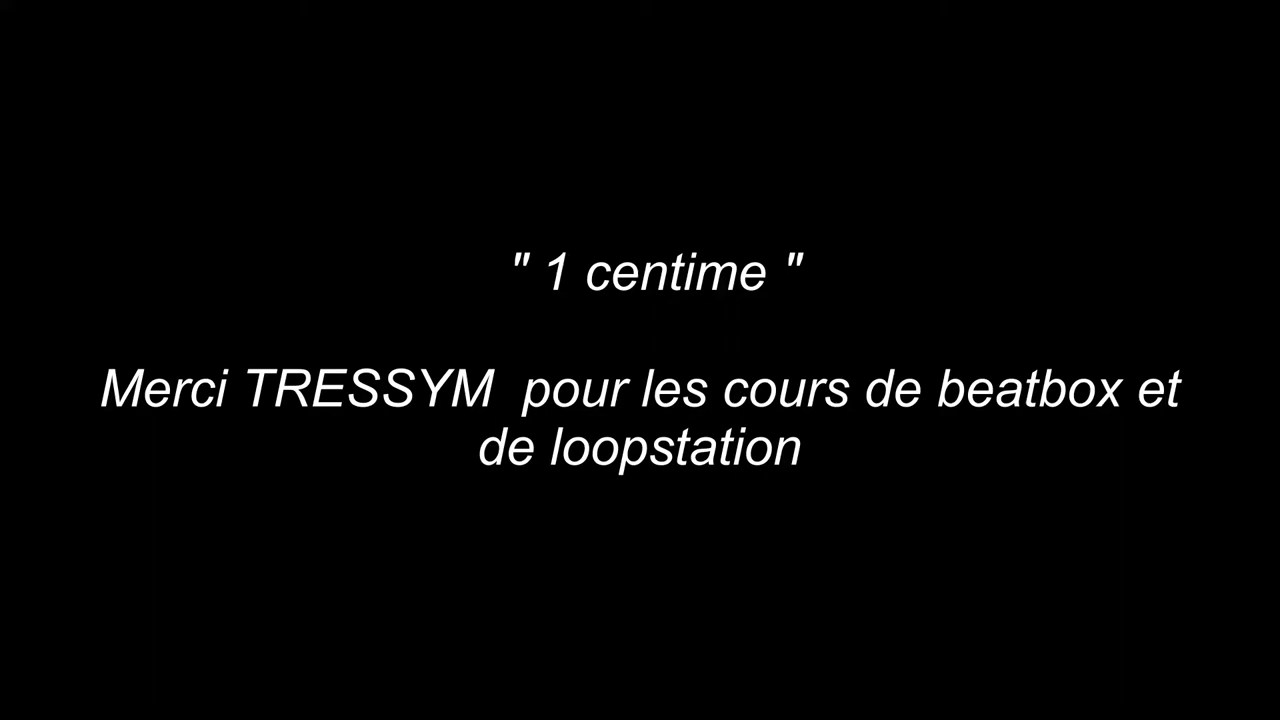 " 1 centime "
Merci TRESSYM  pour les cours de beatbox et
de loopstation